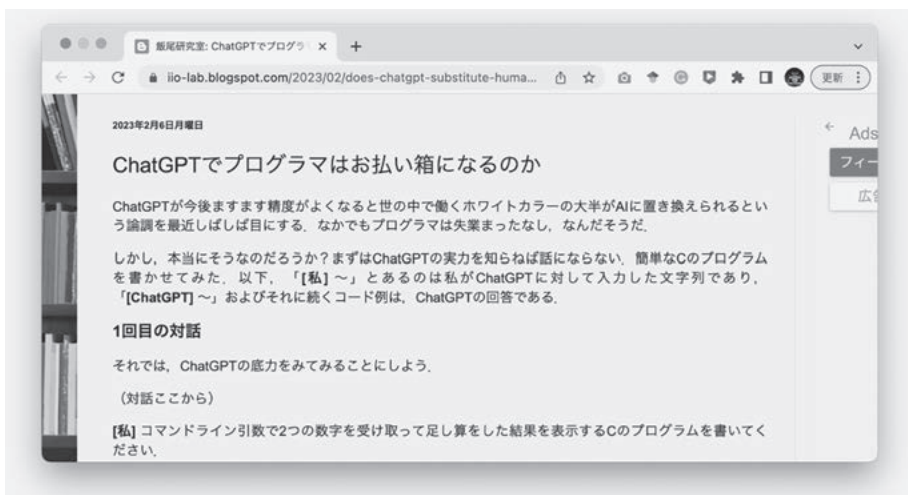 飯尾研究室: ChatGPTでプログラ
iio-lab.blogspot.com/2023/02/does-chatgpt-substitute-huma...
更新
2023年2月6日月曜日
Ads
ChatGPTでプログラマはお払い箱になるのか
フィー
広告
ChatGPTが今後ますます精度がよくなると世の中で働くホワイトカラーの大半がAIに置き換えられるとい
う論調を最近しばしば目にする．なかでもプログラマは失業まったなし，なんだそうだ．
しかし，本当にそうなのだろうか？まずはChatGPTの実力を知らねば話にならない．簡単なCのプログラム
を書かせてみた．以下，「[私] ～」とあるのは私がChatGPTに対して入力した文字列であり，
「[ChatGPT] ～」およびそれに続くコード例は，ChatGPTの回答である．
1回目の対話
それでは，ChatGPTの底力をみてみることにしよう．
（対話ここから）
[私] コマンドライン引数で2つの数字を受け取って足し算をした結果を表示するCのプログラムを書いてく
ださい．